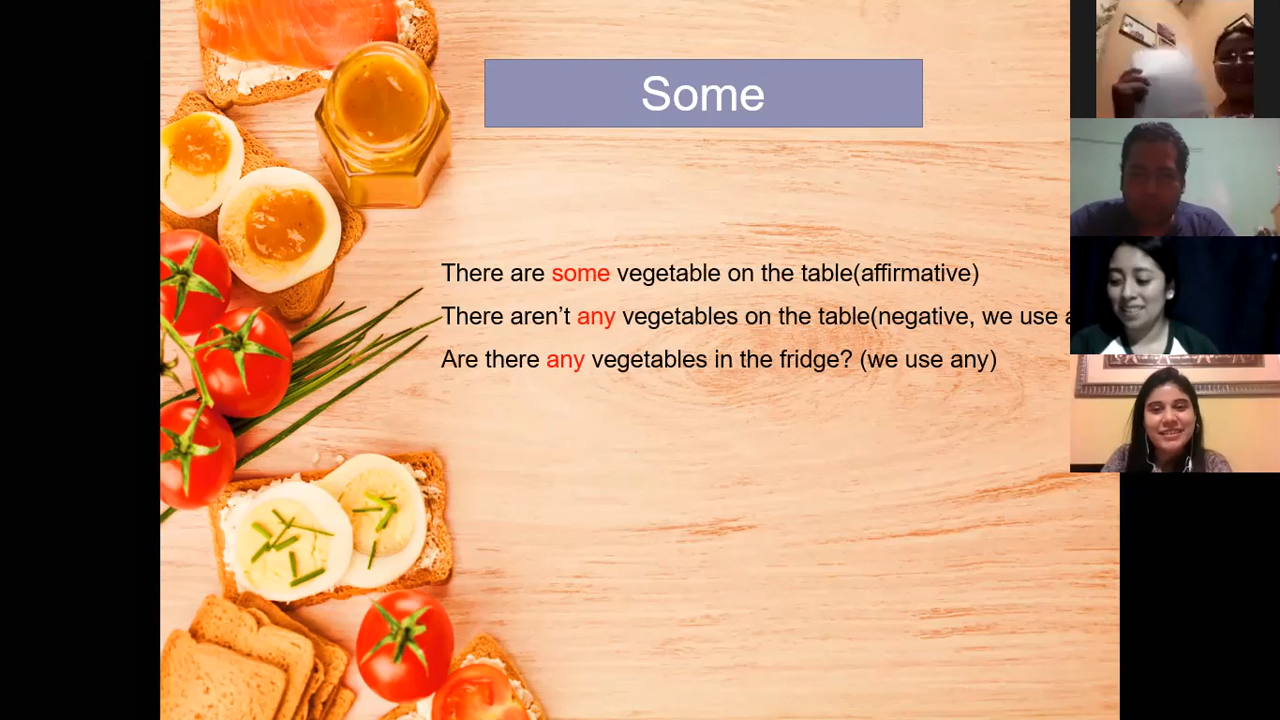 Some
There are some vegetable on the table(affirmative)
There aren’t any vegetables on the table(negative, we use
Are there any vegetables in the fridge? (we use any)